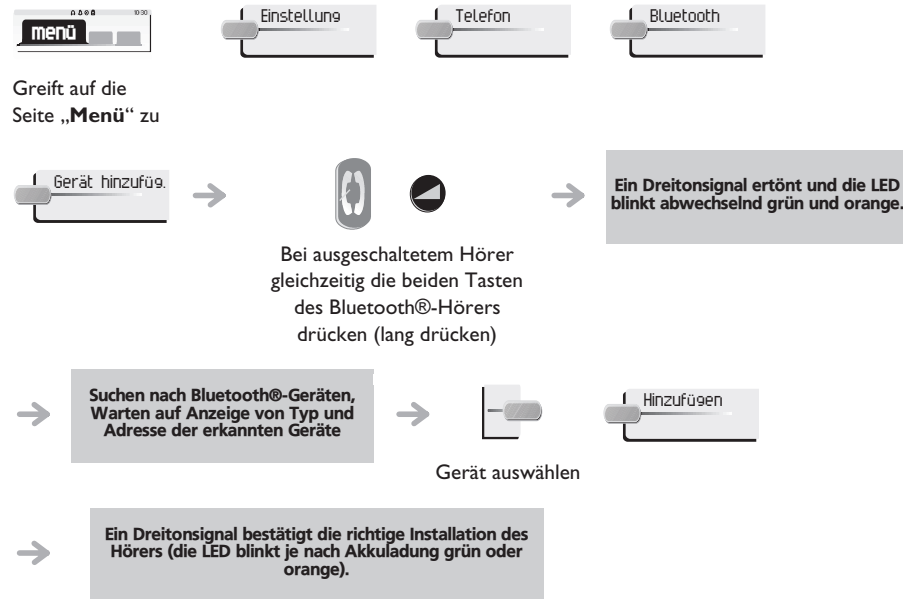 10:30
menü
Einstellung
Telefon
Bluetooth
Greift auf die
Seite „Menü“ zu
Gerät hinzufüg.
Bei ausgeschaltetem Hörer
gleichzeitig die beiden Tasten
des Bluetooth®-Hörers
drücken (lang drücken)
Ein Dreitonsignal ertönt und die LED
blinkt abwechselnd grün und orange.
Suchen nach Bluetooth®-Geräten,
Warten auf Anzeige von Typ und
Adresse der erkannten Geräte
Gerät auswählen
Hinzufügen
Ein Dreitonsignal bestätigt die richtige Installation des
Hörers (die LED blinkt je nach Akkuladung grün oder
orange).